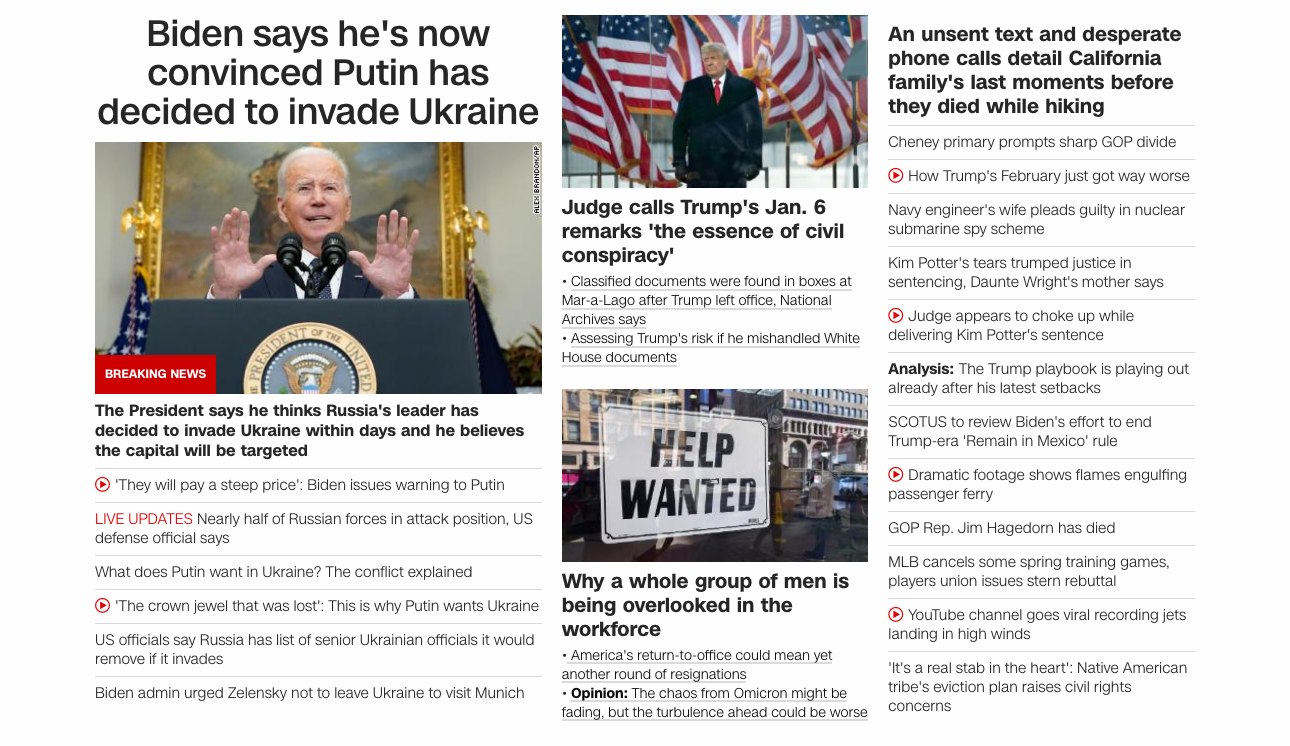 Biden says he's now
convinced Putin has
decided to invade Ukraine
ALEX BRANDON/AP
PRESIDENT OF THE UNITED
BREAKING NEWS
The President says he thinks Russia's leader has
decided to invade Ukraine within days and he believes
the capital will be targeted
'They will pay a steep price': Biden issues warning to Putin
LIVE UPDATES Nearly half of Russian forces in attack position, US
defense official says
What does Putin want in Ukraine? The conflict explained
'The crown jewel that was lost': This is why Putin wants Ukraine
US officials say Russia has list of senior Ukrainian officials it would
remove if it invades
Biden admin urged Zelensky not to leave Ukraine to visit Munich
Judge calls Trump's Jan. 6
remarks 'the essence of civil
conspiracy'
• Classified documents were found in boxes at
Mar-a-Lago after Trump left office, National
Archives says
• Assessing Trump's risk if he mishandled White
House documents
HELP
WANTED
Why a whole group of men is
being overlooked in the
workforce
• America's return-to-office could mean yet
another round of resignations
• Opinion: The chaos from Omicron might be
fading, but the turbulence ahead could be worse
An unsent text and desperate
phone calls detail California
family's last moments before
they died while hiking
Cheney primary prompts sharp GOP divide
How Trump's February just got way worse
Navy engineer's wife pleads guilty in nuclear
submarine spy scheme
Kim Potter's tears trumped justice in
sentencing, Daunte Wright's mother says
Judge appears to choke up while
delivering Kim Potter's sentence
Analysis: The Trump playbook is playing out
already after his latest setbacks
SCOTUS to review Biden's effort to end
Trump-era 'Remain in Mexico' rule
Dramatic footage shows flames engulfing
passenger ferry
GOP Rep. Jim Hagedorn has died
MLB cancels some spring training games,
players union issues stern rebuttal
YouTube channel goes viral recording jets
landing in high winds
'It's a real stab in the heart': Native American
tribe's eviction plan raises civil rights
concerns